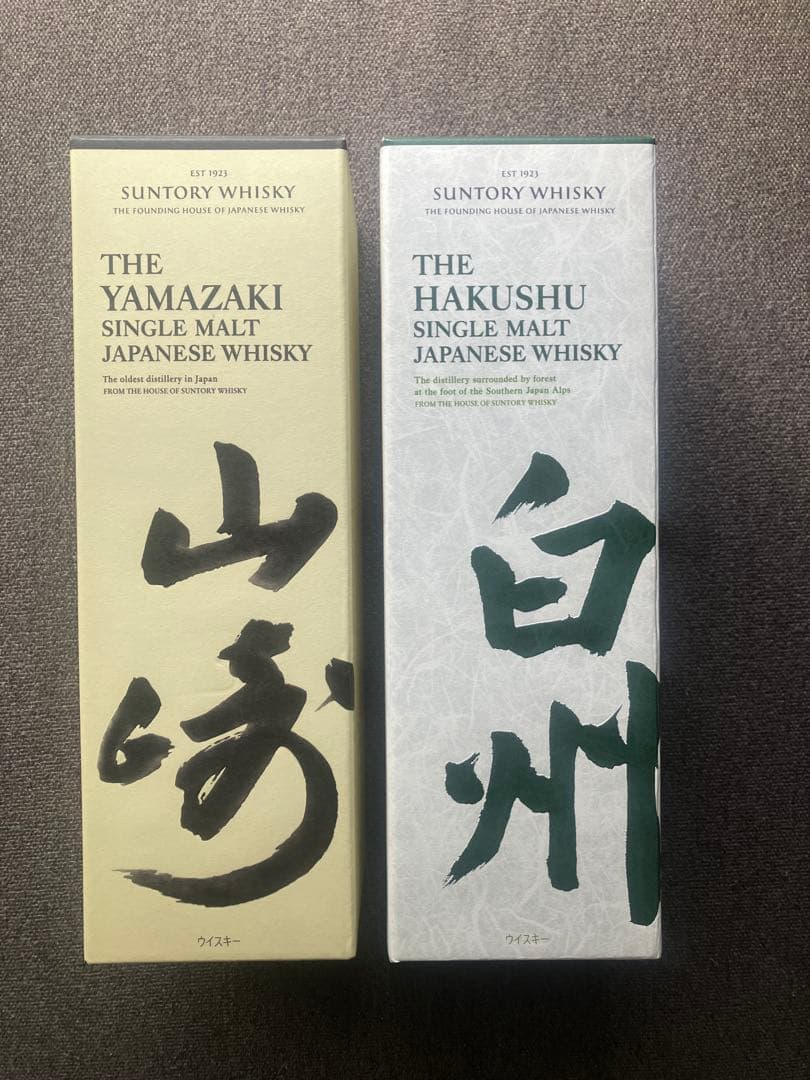 EST 1923
SUNTORY WHISKY
THE FOUNDING HOUSE OF JAPANESE WHISKY
THE
YAMAZAKI
SINGLE MALT
JAPANESE WHISKY
The oldest distillery in Japan
FROM THE HOUSE OF SUNTORY WHISKY
山崎
ウイスキー
EST 1923
SUNTORY WHISKY
THE FOUNDING HOUSE OF JAPANESE WHISKY
THE
HAKUSHU
SINGLE MALT
JAPANESE WHISKY
The distillery surrounded by forest
at the foot of the Southern Japan Alps
FROM THE HOUSE OF SUNTORY WHISKY
白州
ウイスキー